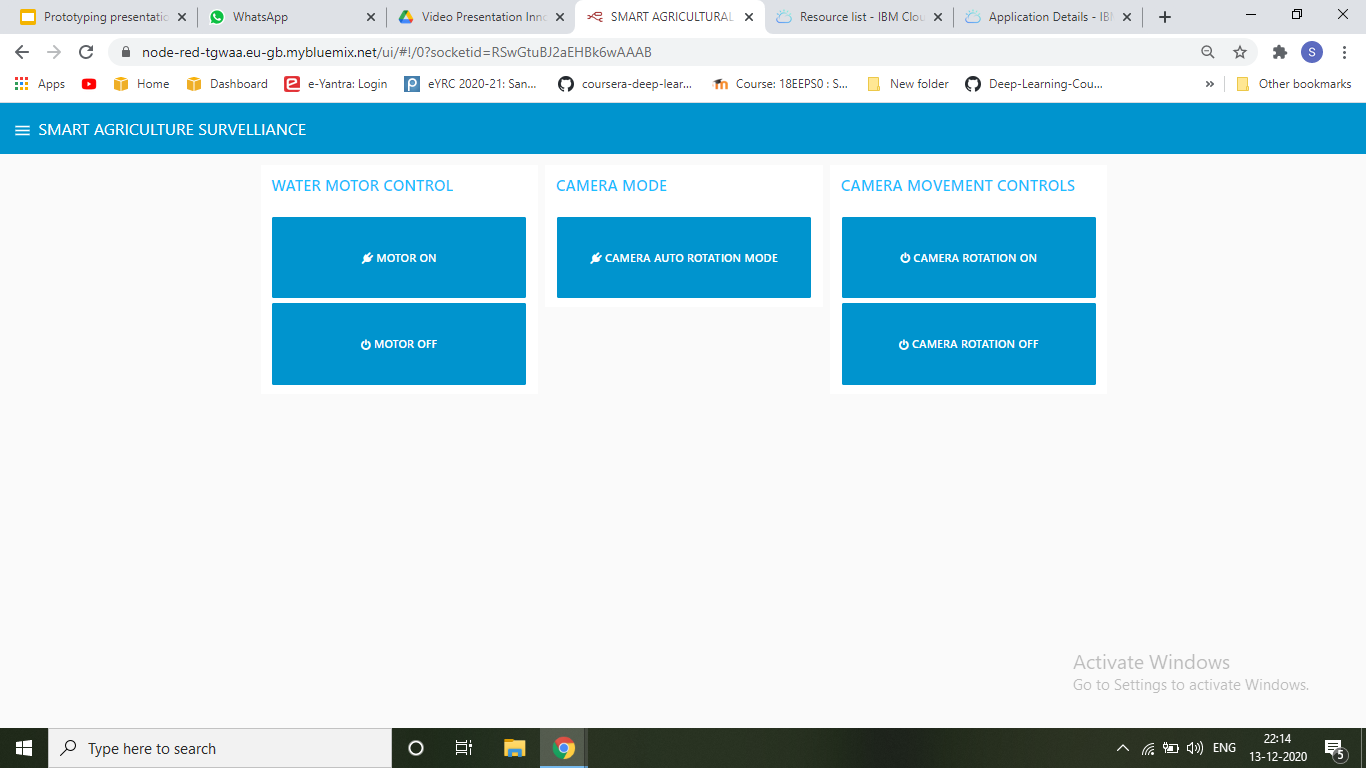 Prototyping presentatio
WhatsApp
Video Presentation Inno
SMART AGRICULTURAL
Resource list - IBM Clou
Application Details - IBM
node-red-tgwaa.eu-gb.mybluemix.net/ui/#!/0?socketid=RSwGtuBJ2aEHBk6wAAAB
S
Apps
Home
Dashboard
e-Yantra: Login
eYRC 2020-21: San...
coursera-deep-lear...
Course: 18EEPS0 : S...
New folder
Deep-Learning-Cou...
»
Other bookmarks
SMART AGRICULTURE SURVELLIANCE
WATER MOTOR CONTROL
MOTOR ON
MOTOR OFF
CAMERA MODE
CAMERA AUTO ROTATION MODE
CAMERA MOVEMENT CONTROLS
CAMERA ROTATION ON
CAMERA ROTATION OFF
Activate Windows
Go to Settings to activate Windows.
Type here to search
ENG
22:14
13-12-2020
5